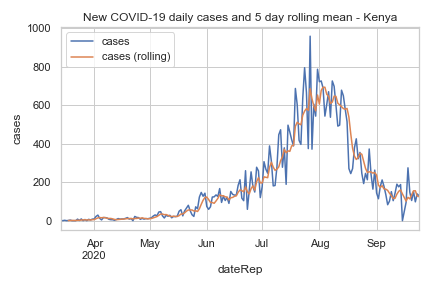 New COVID-19 daily cases and 5 day rolling mean - Kenya
cases
cases (rolling)
cases
1000
800
600
400
200
0
Apr
2020
May
Jun
Jul
Aug
Sep
dateRep